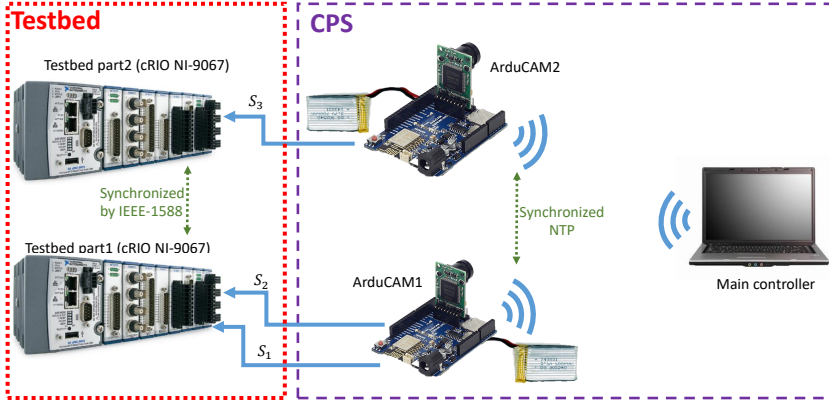 Testbed
CPS
Testbed part2 (cRIO NI-9067)
ArduCAM2
S3
Synchronized
by IEEE-1588
Synchronized
NTP
Testbed part1 (cRIO NI-9067)
ArduCAM1
Main controller
S2
S1